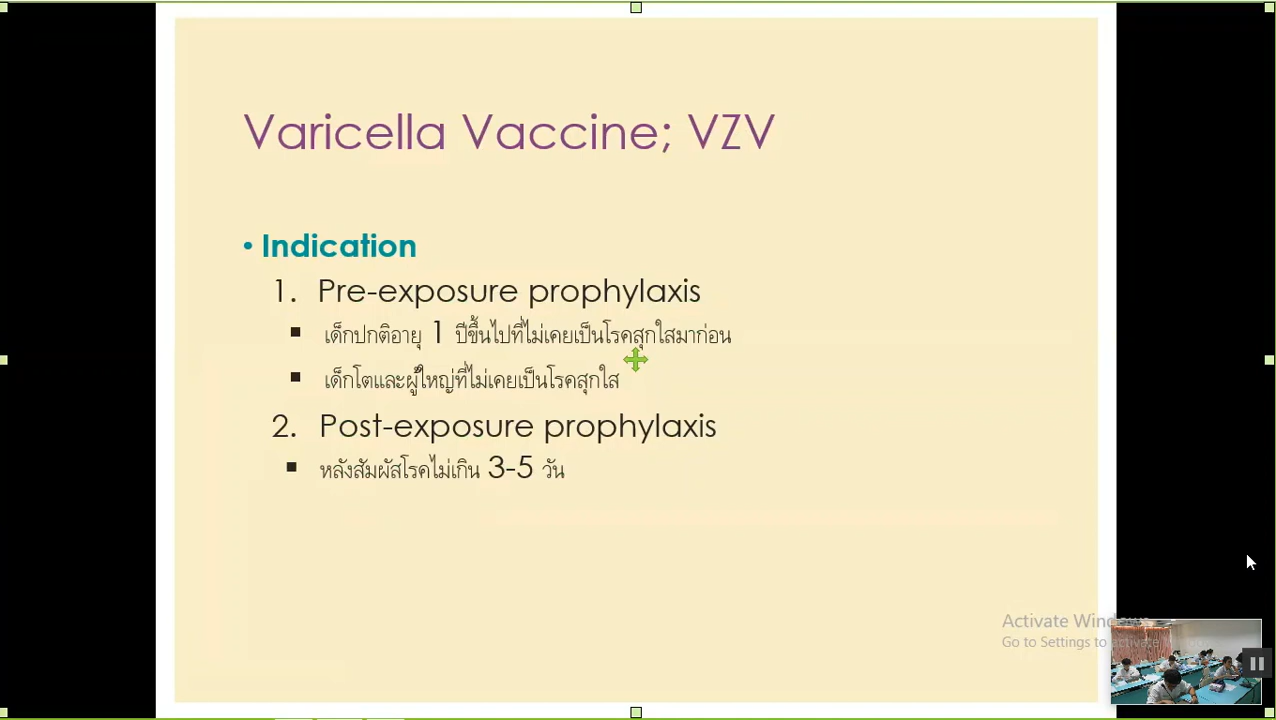 Varicella Vaccine; VZV
• Indication
1. Pre-exposure prophylaxis
▪ เด็กปกติอายุ 1 ปีขึ้นไปที่ไม่เคยเป็นโรคสุกใสมาก่อน
▪ เด็กโตและผู้ใหญ่ที่ไม่เคยเป็นโรคสุกใส
2. Post-exposure prophylaxis
▪ หลังสัมผัสโรคไม่เกิน 3-5 วัน
Activate Windows
Go to Settings to activate